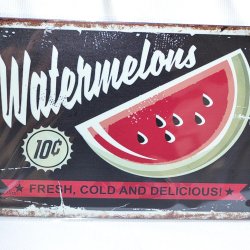 Watermelons
10¢
FRESH, COLD AND DELICIOUS!